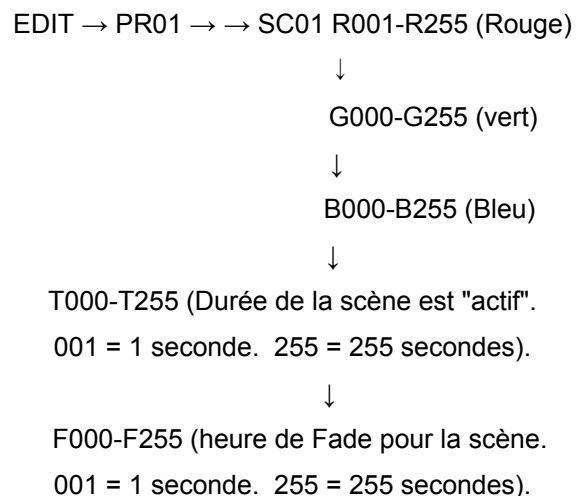 EDIT → PR01 → → SC01 R001-R255 (Rouge)
↓
G000-G255 (vert)
↓
B000-B255 (Bleu)
↓
T000-T255 (Durée de la scène est "actif".
001 = 1 seconde. 255 = 255 secondes).
↓
F000-F255 (heure de Fade pour la scène.
001 = 1 seconde. 255 = 255 secondes).